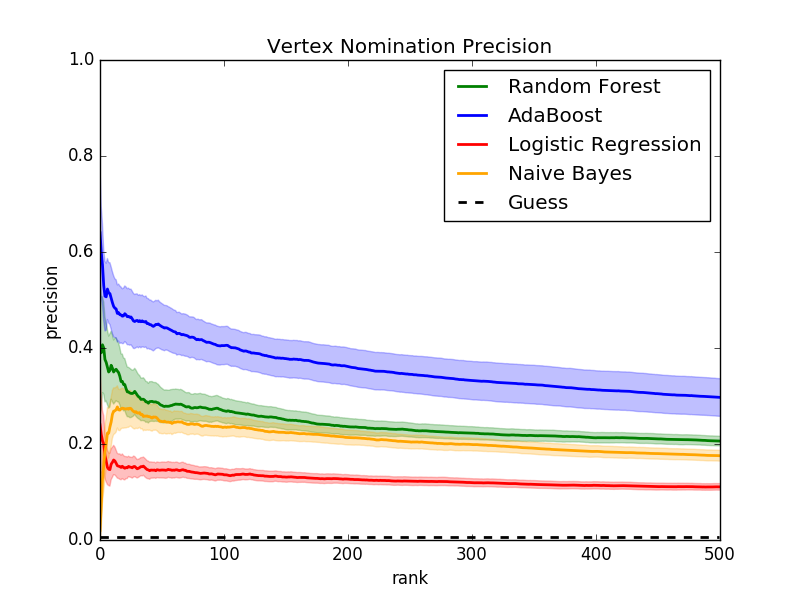 Vertex Nomination Precision
1.0
0.8
0.6
0.4
0.2
0.0
precision
Random Forest
AdaBoost
Logistic Regression
Naive Bayes
Guess
0 100 200 300 400 500
rank